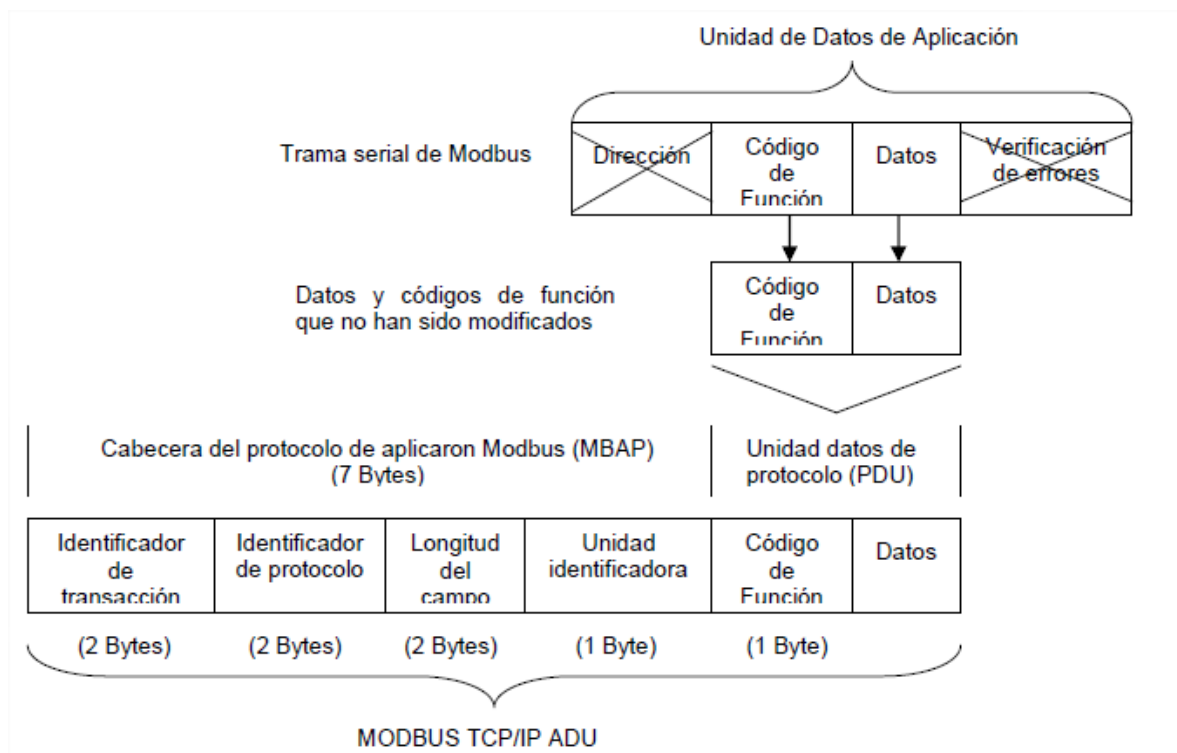 Unidad de Datos de Aplicación
Trama serial de Modbus
Dirección
Código
de
Función
Datos
Verificación
de errores
Datos y códigos de función
que no han sido modificados
Código
de
Función
Datos
Cabecera del protocolo de aplicaron Modbus (MBAP)
(7 Bytes)
Unidad datos de
protocolo (PDU)
Identificador
de
transacción
Identificador
de protocolo
Longitud
del
campo
Unidad
identificadora
Código
de
Función
Datos
(2 Bytes)
(2 Bytes)
(2 Bytes)
(1 Byte)
(1 Byte)
MODBUS TCP/IP ADU